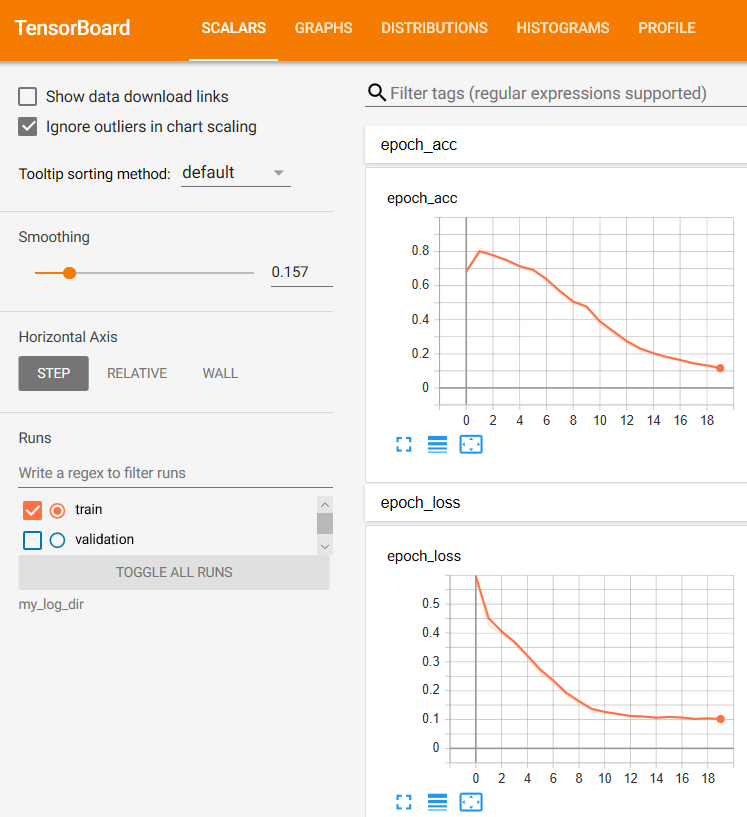 TensorBoard SCALARS GRAPHS DISTRIBUTIONS HISTOGRAMS PROFILE
Show data download links
Ignore outliers in chart scaling
Tooltip sorting method: default
Smoothing
0.157
Horizontal Axis
STEP RELATIVE WALL
Runs
Write a regex to filter runs
train
validation
TOGGLE ALL RUNS
my_log_dir
Filter tags (regular expressions supported)
epoch_acc
epoch_acc
0.8
0.6
0.4
0.2
0
0 2 4 6 8 10 12 14 16 18
epoch_loss
epoch_loss
0.5
0.4
0.3
0.2
0.1
0
0 2 4 6 8 10 12 14 16 18